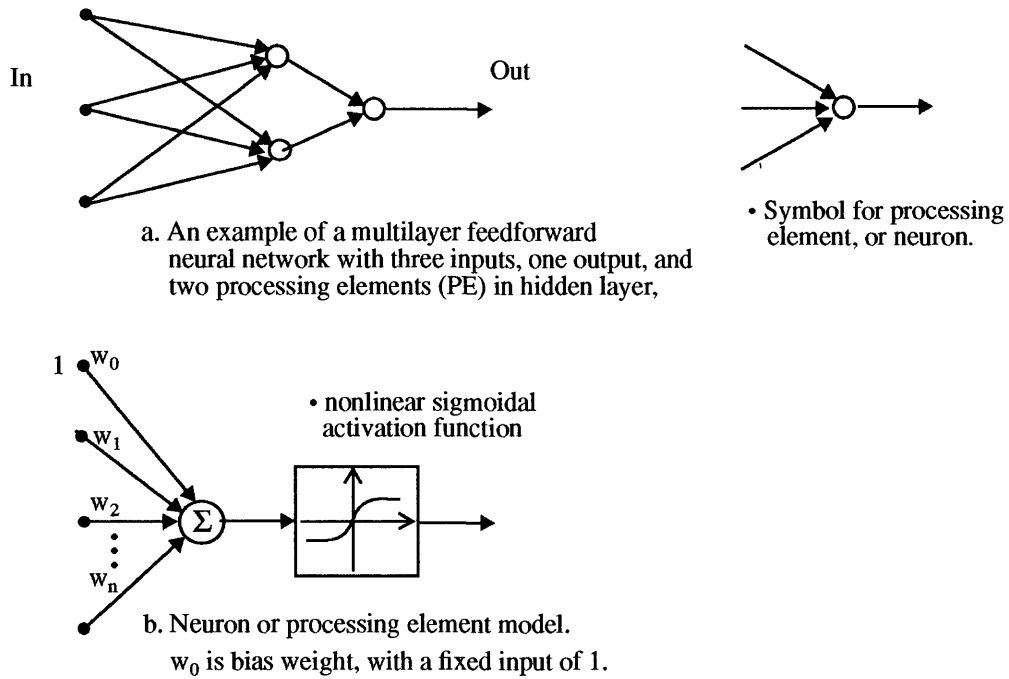 In
Out
a. An example of a multilayer feedforward
neural network with three inputs, one output, and
two processing elements (PE) in hidden layer,
• Symbol for processing
element, or neuron.
1
w₀
w₁
w₂
wₙ
Σ
• nonlinear sigmoidal
activation function
b. Neuron or processing element model.
w₀ is bias weight, with a fixed input of 1.